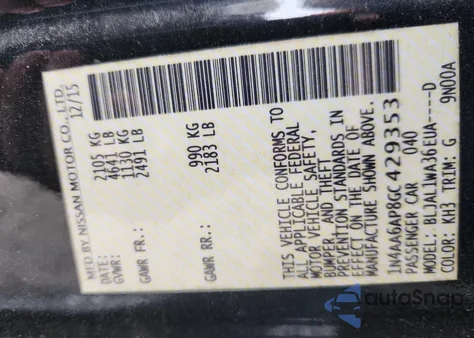 MFD BY NISSAN MOTOR CO., LTD.
DATE: 12/15
GVWR: 2105 KG
4641 LB
GAWR FR: 1130 KG
2491 LB
GAWR RR: 990 KG
2183 LB
THIS VEHICLE CONFORMS TO
ALL APPLICABLE FEDERAL
MOTOR VEHICLE SAFETY,
BUMPER, AND THEFT
PREVENTION STANDARDS IN
EFFECT ON THE DATE OF
MANUFACTURE SHOWN ABOVE.
1N4AA6AP8GC429353
PASSENGER CAR 040
MODEL: BLJAL1WA36EUA----D
COLOR: KH3 TRIM: G 9N00A
autoSnap